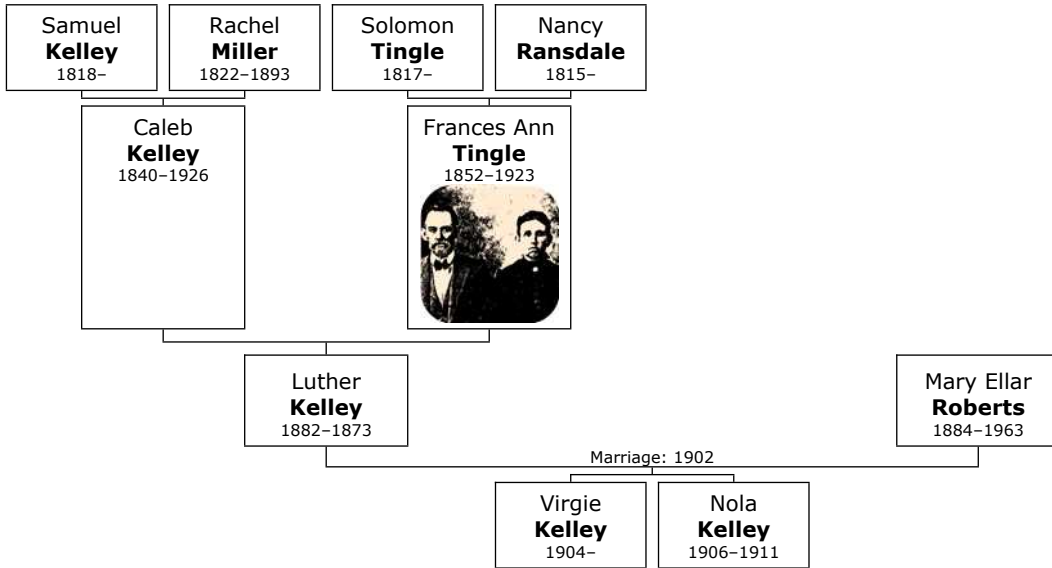 Samuel
Kelley
1818–
Rachel
Miller
1822–1893
Solomon
Tingle
1817–
Nancy
Ransdale
1815–
Caleb
Kelley
1840–1926
Frances Ann
Tingle
1852–1923
Luther
Kelley
1882–1873
Mary Ellar
Roberts
1884–1963
Marriage: 1902
Virgie
Kelley
1904–
Nola
Kelley
1906–1911